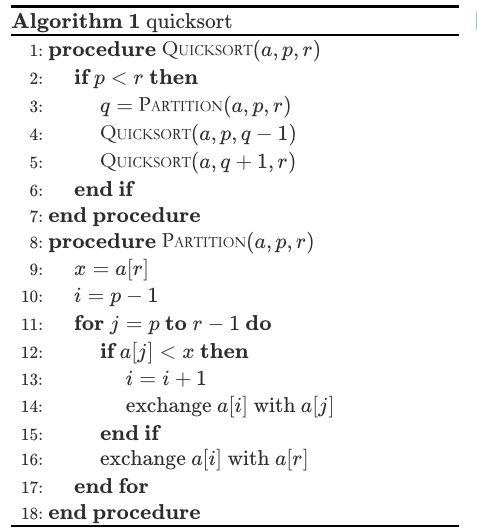 Algorithm 1 quicksort
1: procedure Quicksort(a, p, r)
2: if p < r then
3: q = Partition(a, p, r)
4: Quicksort(a, p, q − 1)
5: Quicksort(a, q + 1, r)
6: end if
7: end procedure
8: procedure Partition(a, p, r)
9: x = a[r]
10: i = p − 1
11: for j = p to r − 1 do
12: if a[j] < x then
13: i = i + 1
14: exchange a[i] with a[j]
15: end if
16: exchange a[i] with a[r]
17: end for
18: end procedure